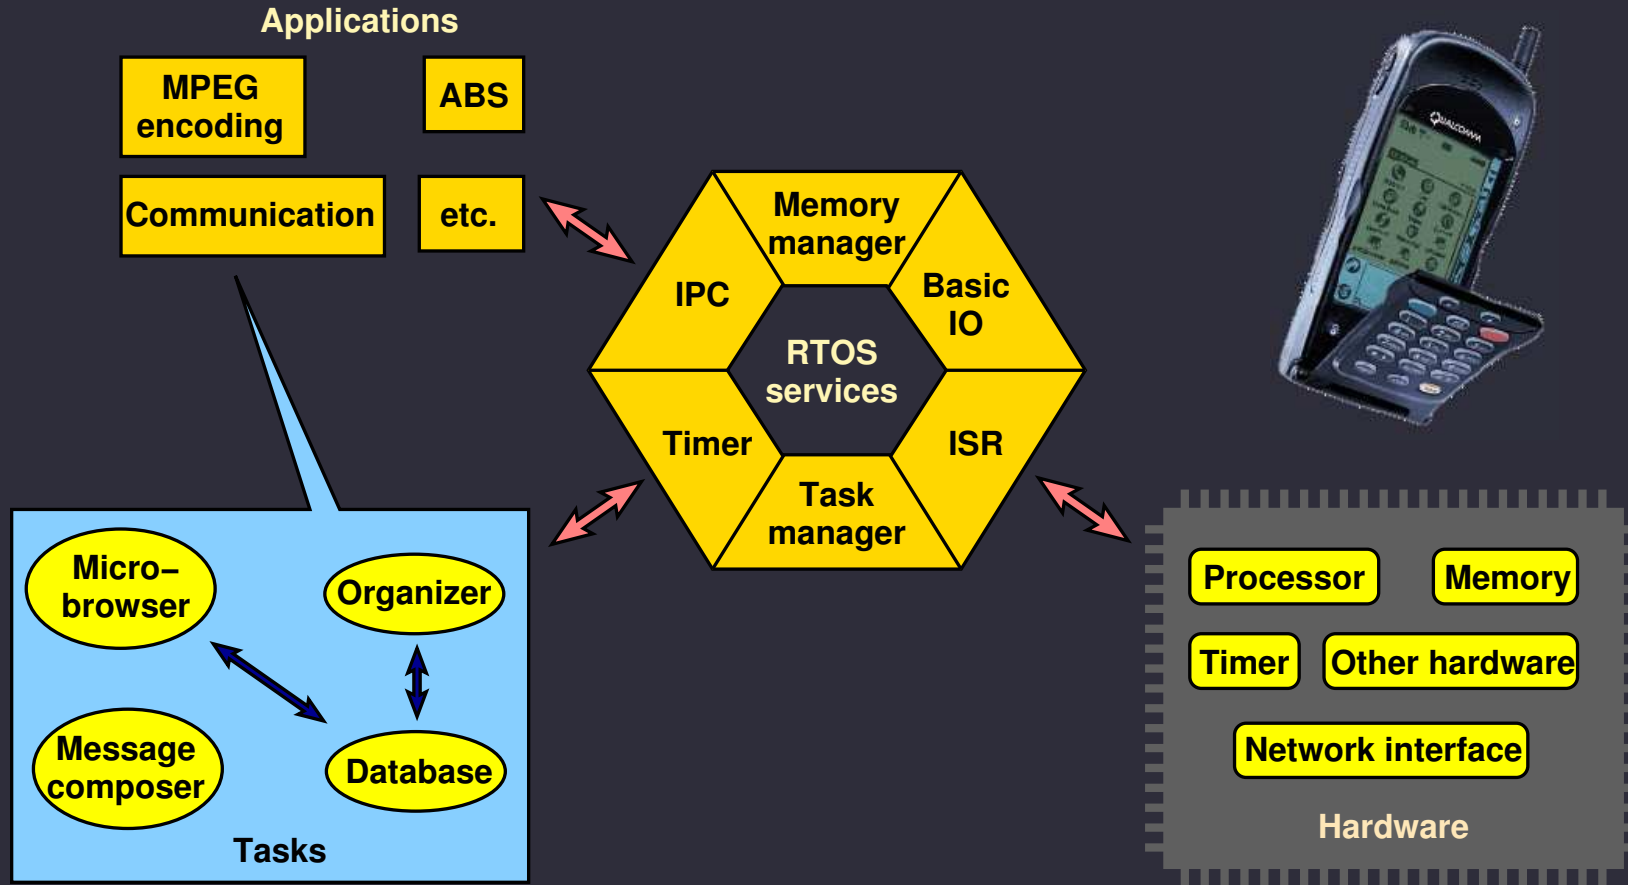 Applications
MPEG
encoding
ABS
Communication
etc.
Memory
manager
IPC
Basic
IO
RTOS
services
Timer
ISR
Task
manager
QUALCOMM
Micro–
browser
Organizer
Message
composer
Database
Tasks
Processor
Memory
Timer
Other hardware
Network interface
Hardware